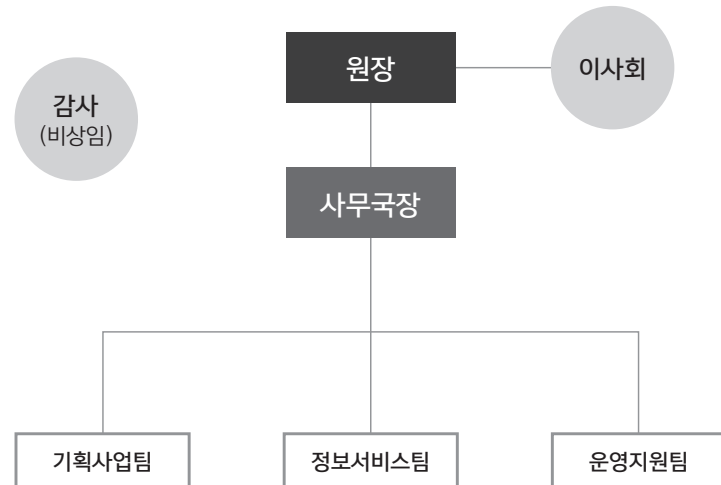 원장
이사회
감사
(비상임)
사무국장
기획사업팀
정보서비스팀
운영지원팀